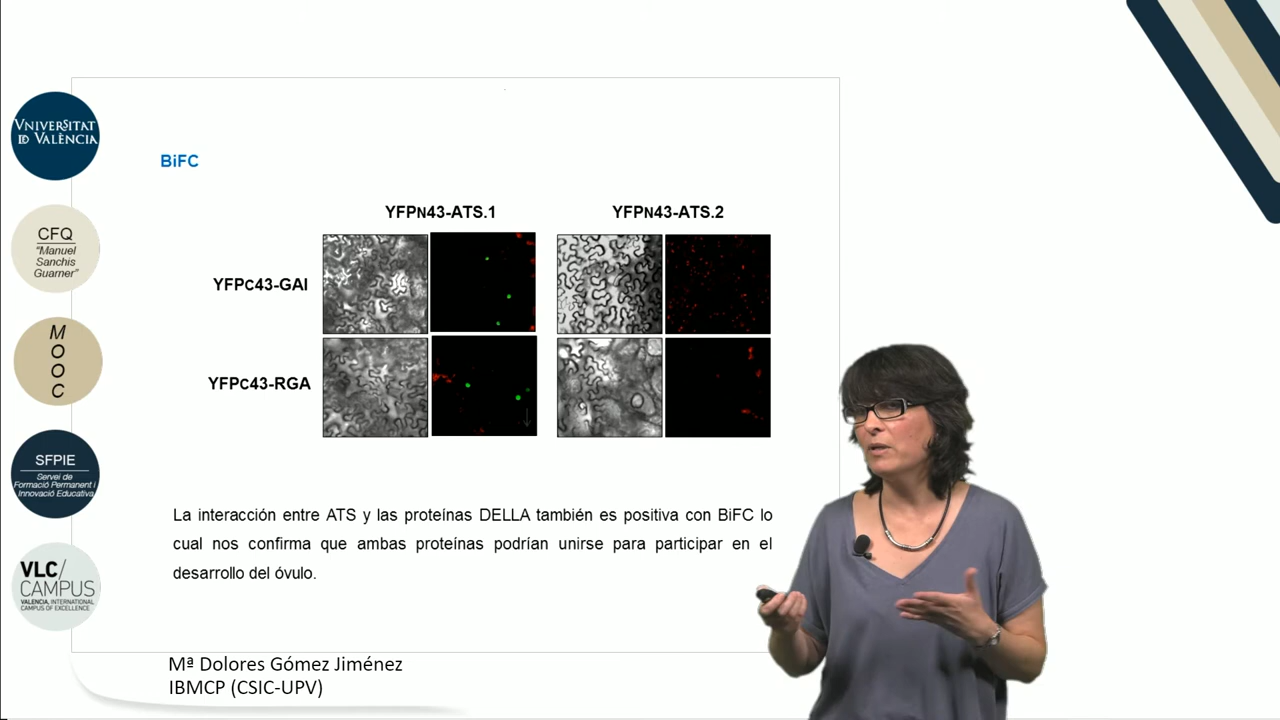 VNIVERSITAT
ID VALÈNCIA
CFQ
"Manuel
Sanchis
Guarner"
M
O
O
C
SFPIE
Servei de
Formació Permanent i
Innovació Educativa
VLC/
CAMPUS
VALENCIA, INTERNATIONAL
CAMPUS OF EXCELLENCE
BiFC
YFPN43-ATS.1 YFPN43-ATS.2
YFPC43-GAI
YFPC43-RGA
La interacción entre ATS y las proteínas DELLA también es positiva con BiFC lo
cual nos confirma que ambas proteínas podrían unirse para participar en el
desarrollo del óvulo.
Mª Dolores Gómez Jiménez
IBMCP (CSIC-UPV)